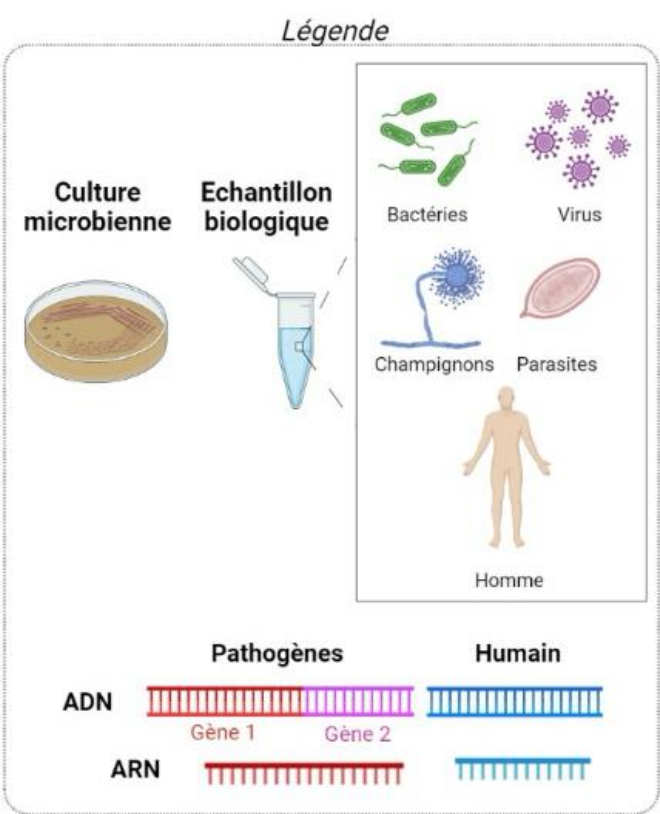 Légende
Culture
microbienne
Echantillon
biologique
Bactéries
Virus
Champignons
Parasites
Homme
Pathogènes
Humain
ADN
Gène 1
Gène 2
ARN